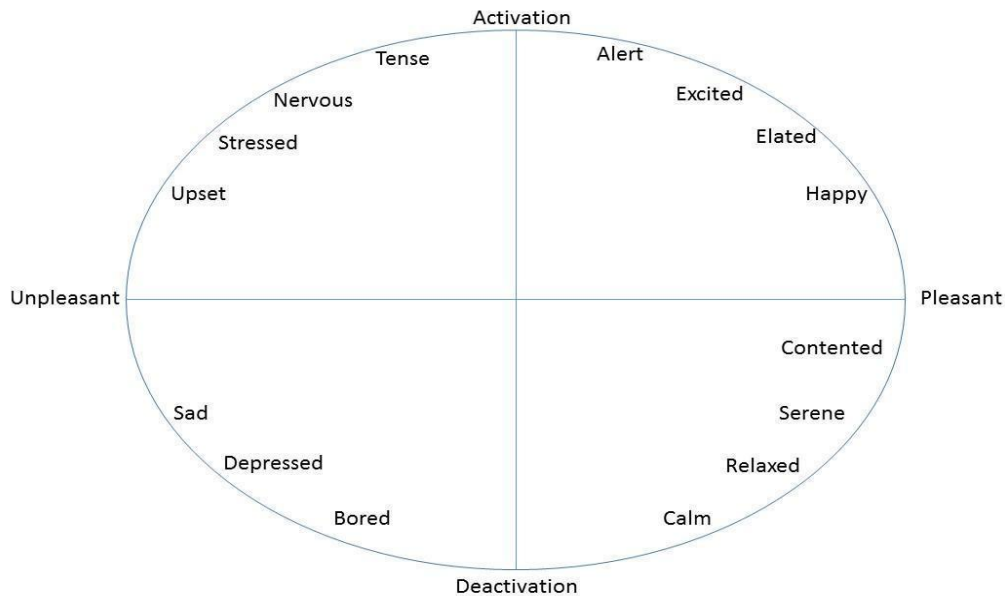 Activation
Tense
Alert
Nervous
Excited
Stressed
Elated
Upset
Happy
Unpleasant
Pleasant
Contented
Sad
Serene
Depressed
Relaxed
Bored
Calm
Deactivation